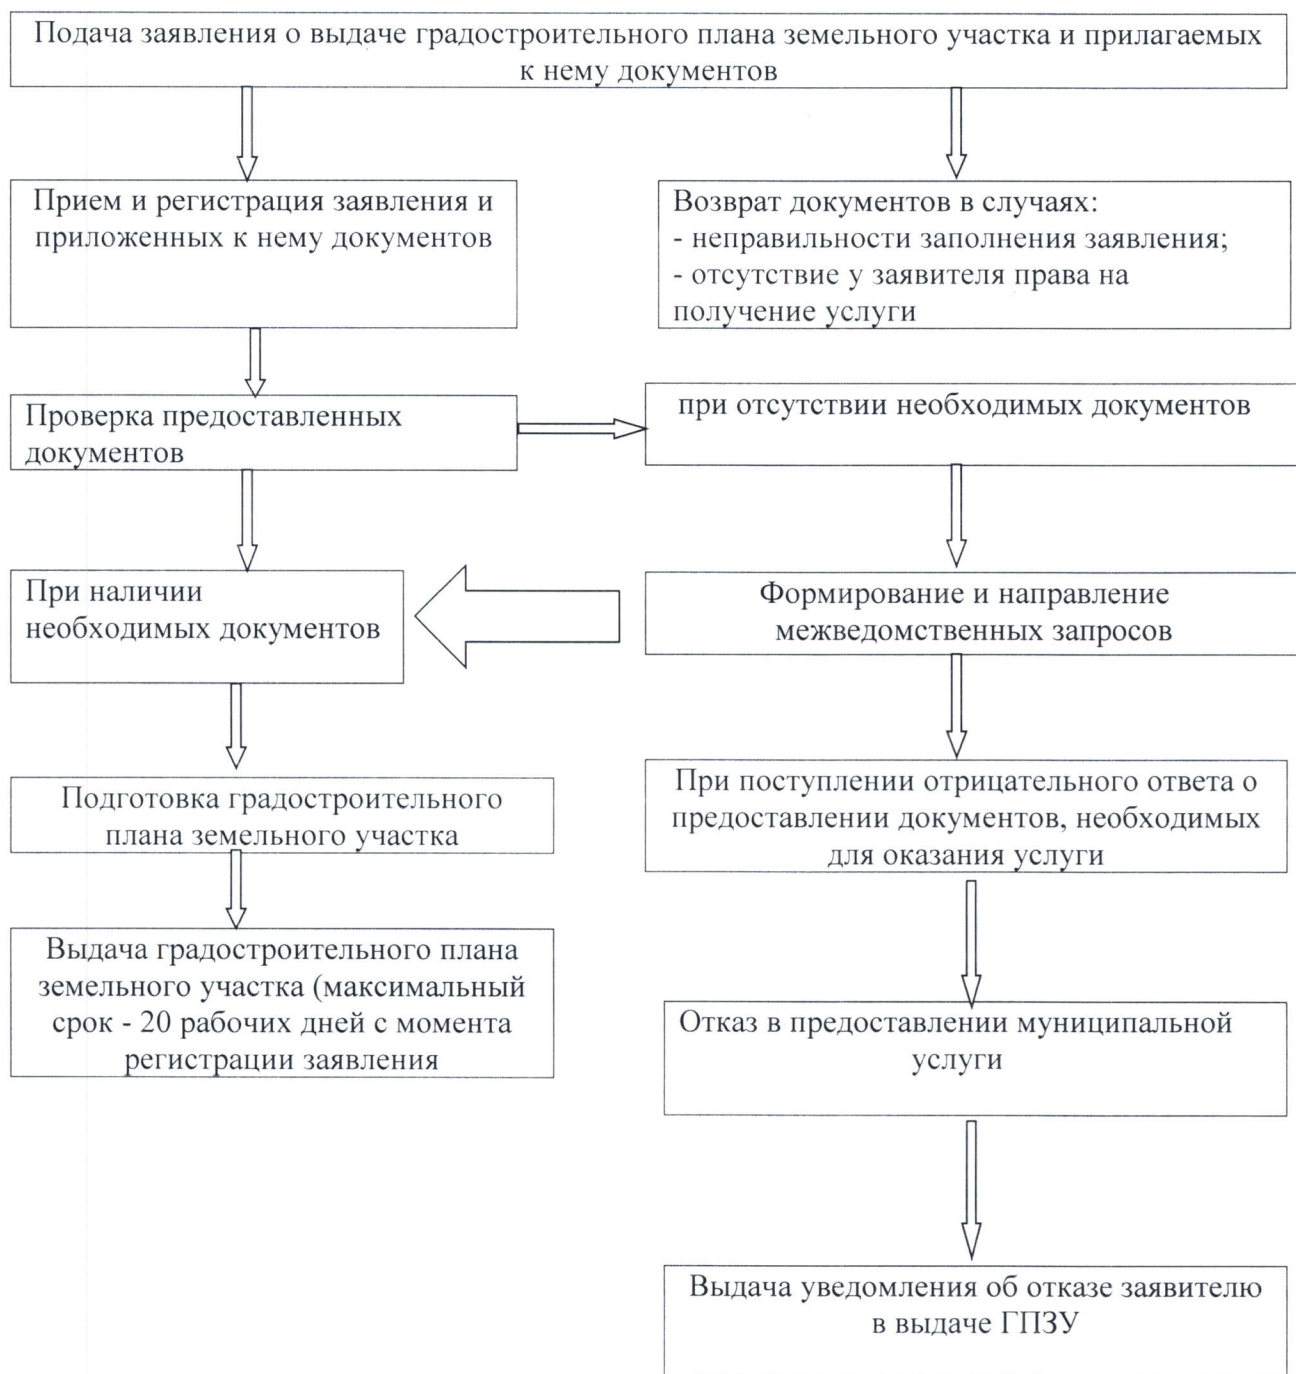 Подача заявления о выдаче градостроительного плана земельного участка и прилагаемых
к нему документов
Прием и регистрация заявления и
приложенных к нему документов
Возврат документов в случаях:
- неправильности заполнения заявления;
- отсутствие у заявителя права на
получение услуги
Проверка предоставленных
документов
при отсутствии необходимых документов
При наличии
необходимых документов
Формирование и направление
межведомственных запросов
Подготовка градостроительного
плана земельного участка
При поступлении отрицательного ответа о
предоставлении документов, необходимых
для оказания услуги
Выдача градостроительного плана
земельного участка (максимальный
срок - 20 рабочих дней с момента
регистрации заявления
Отказ в предоставлении муниципальной
услуги
Выдача уведомления об отказе заявителю
в выдаче ГПЗУ